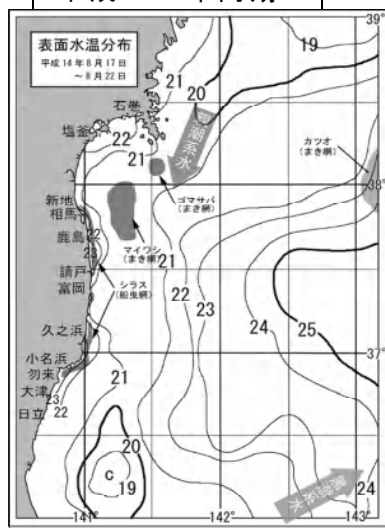 39°
表面水温分布
平成14年8月17日
～8月22日
19
21
20
石巻
塩釜
22
21
親潮系水
カツオ
(まき網)
ゴマサバ
(まき網)
38°
新地
相馬
鹿島
22
23
マイワシ
(まき網)
21
請戸
富岡
シラス
(船曳網)
22
23
24
25
久之浜
37°
小名浜
勿来
大津
23
日立
22
21
20
C
19
24
141°
142°
143°